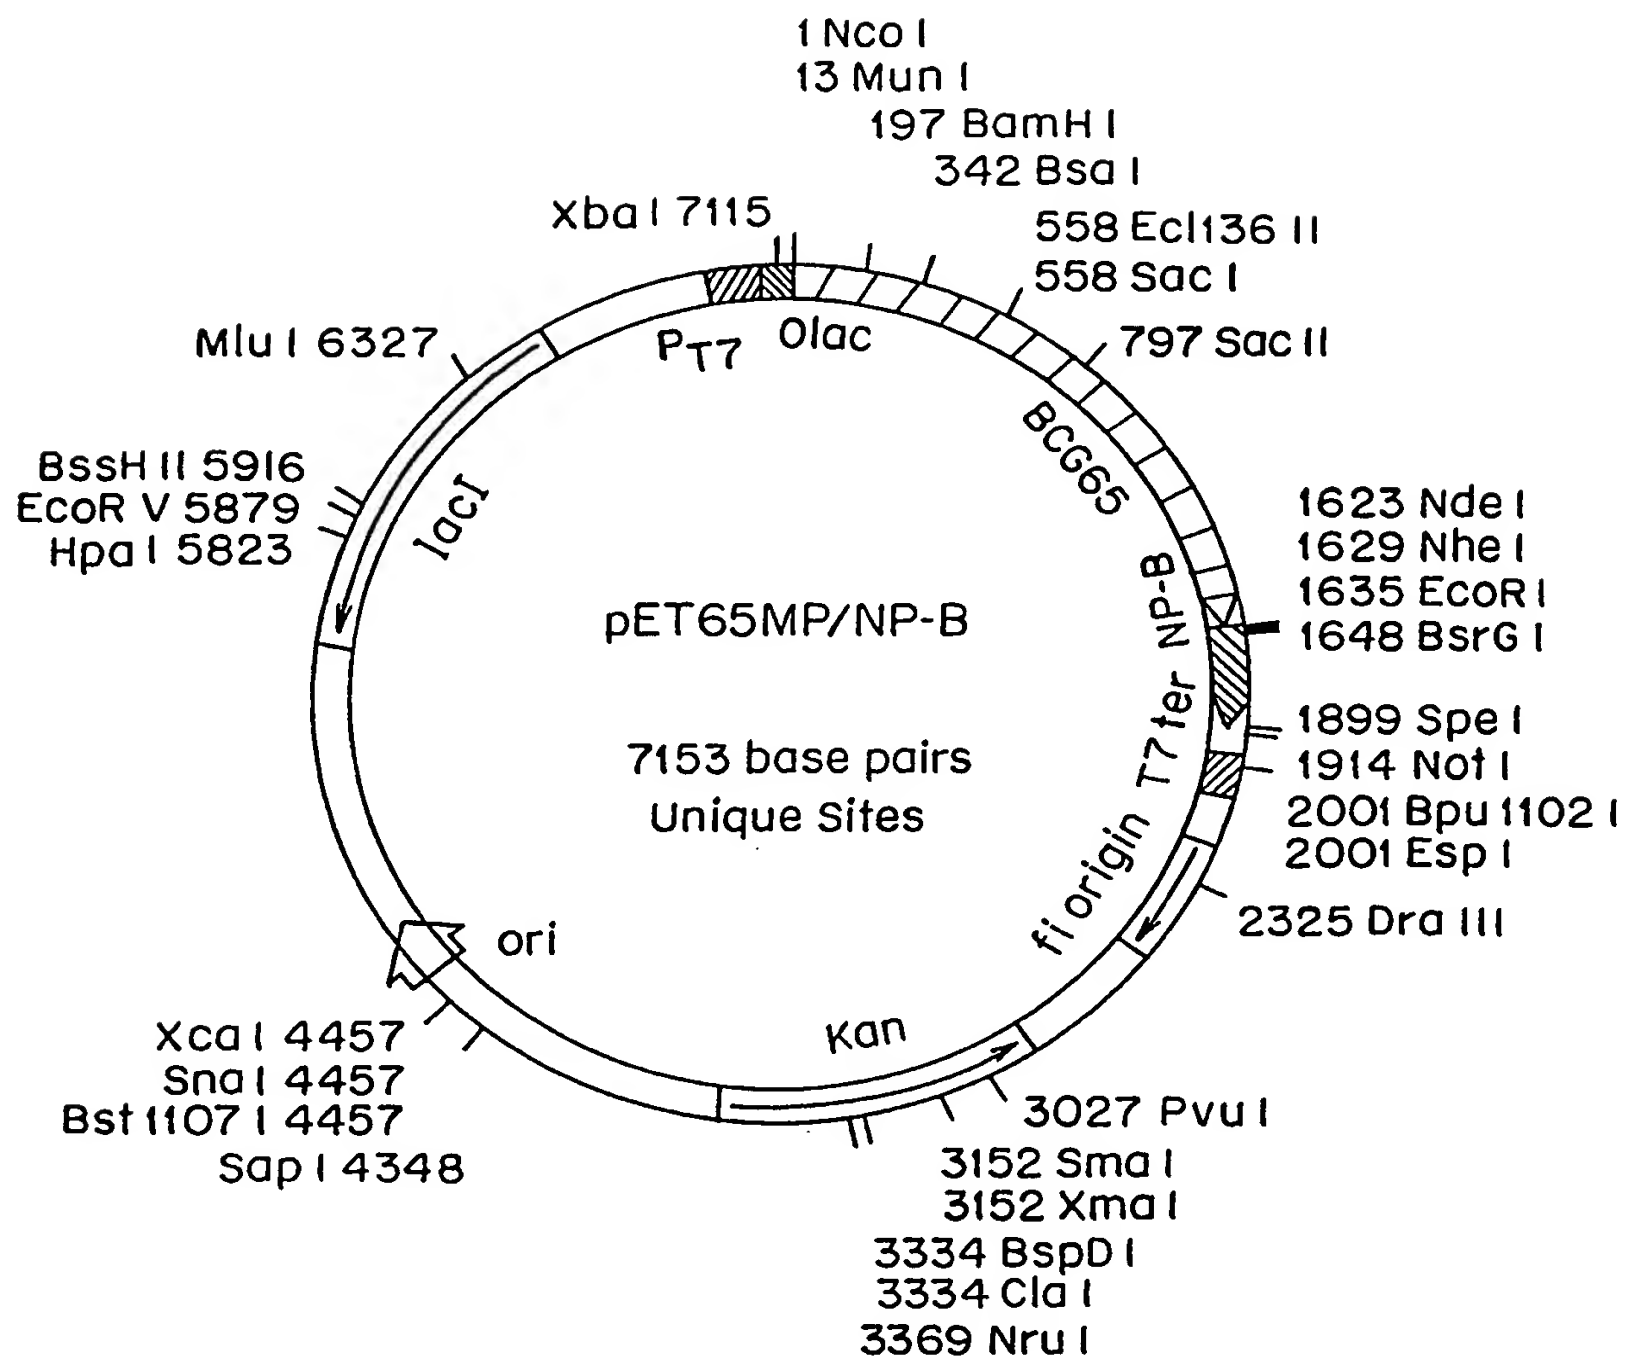 1 Nco I
13 Mun I
197 BamH I
342 Bsa I
Xba I 7115
558 Ecl136 II
558 Sac I
Mlu I 6327
PT7
Olac
797 Sac II
BCG65
BssH II 5916
EcoR V 5879
Hpa I 5823
lacI
1623 Nde I
1629 Nhe I
1635 EcoR I
1648 BsrG I
NP-B
pET65MP/NP-B
T7 ter
1899 Spe I
1914 Not I
7153 base pairs
Unique Sites
2001 Bpu 1102 I
2001 Esp I
fi origin
2325 Dra III
ori
Kan
Xca I 4457
Sna I 4457
Bst 1107 I 4457
Sap I 4348
3027 Pvu I
3152 Sma I
3152 Xma I
3334 BspD I
3334 Cla I
3369 Nru I